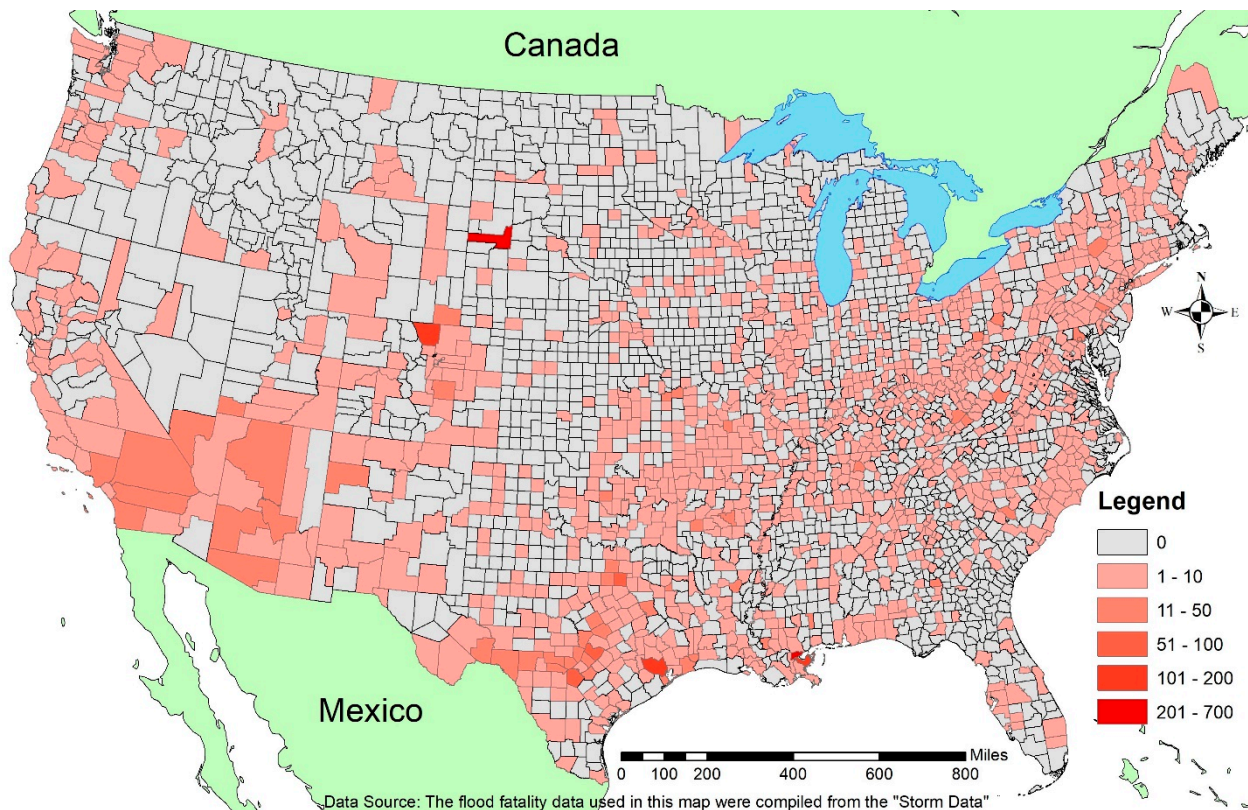 Canada
N
W E
S
Legend
0
1 - 10
11 - 50
51 - 100
101 - 200
201 - 700
Mexico
Miles
0 100 200 400 600 800
Data Source: The flood fatality data used in this map were compiled from the "Storm Data"